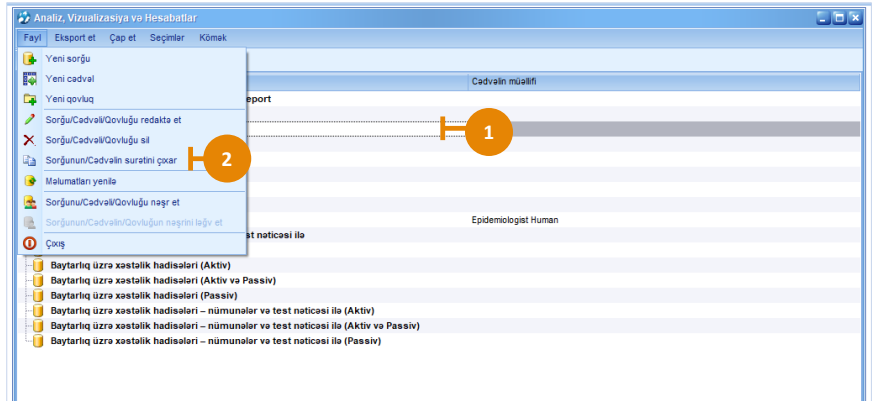 Analiz, Vizualizasiya və Hesabatlar
Fayl Eksport et Çap et Seçimlər Kömək
Yeni sorğu
Yeni cədvəl
Cədvəlin müəllifi
Yeni qovluq
eport
Sorğu/Cədvəli/Qovluğu redaktə et
1
Sorğu/Cədvəli/Qovluğu sil
Sorğunun/Cədvəlin surətini çıxar
2
Məlumatları yenilə
Sorğunu/Cədvəli/Qovluğu nəşr et
Sorğunun/Cədvəlin/Qovluğun nəşrini ləğv et
Epidemiologist Human
st nəticəsi ilə
Çıxış
Baytarlıq üzrə xəstəlik hadisələri (Aktiv)
Baytarlıq üzrə xəstəlik hadisələri (Aktiv və Passiv)
Baytarlıq üzrə xəstəlik hadisələri (Passiv)
Baytarlıq üzrə xəstəlik hadisələri – nümunələr və test nəticəsi ilə (Aktiv)
Baytarlıq üzrə xəstəlik hadisələri – nümunələr və test nəticəsi ilə (Aktiv və Passiv)
Baytarlıq üzrə xəstəlik hadisələri – nümunələr və test nəticəsi ilə (Passiv)